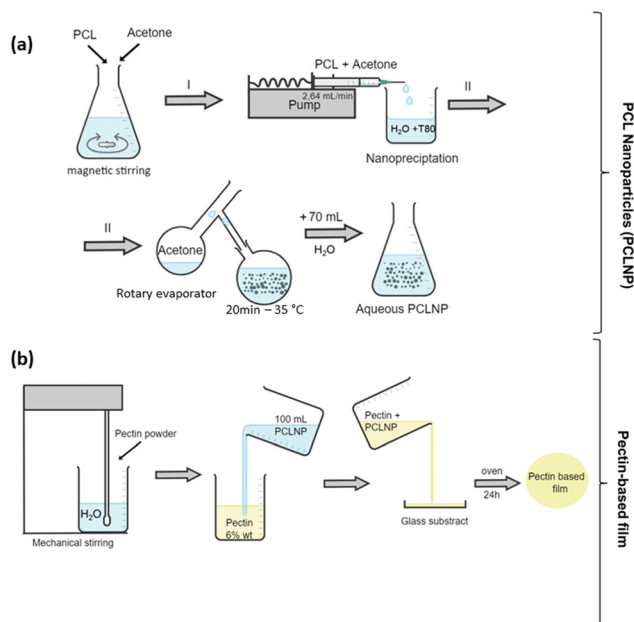 (a)
PCL
Acetone
magnetic stirring
I
PCL + Acetone
2,64 mL/min
Pump
H₂O +T80
Nanopreciptation
II
II
Acetone
Rotary evaporator
20min – 35 °C
+ 70 mL
H₂O
Aqueous PCLNP
PCL Nanoparticles (PCLNP)
(b)
Pectin powder
H₂O
Mechanical stirring
100 mL
PCLNP
Pectin
6% wt
Pectin +
PCLNP
Glass substract
oven
24h
Pectin based
film
Pectin-based film